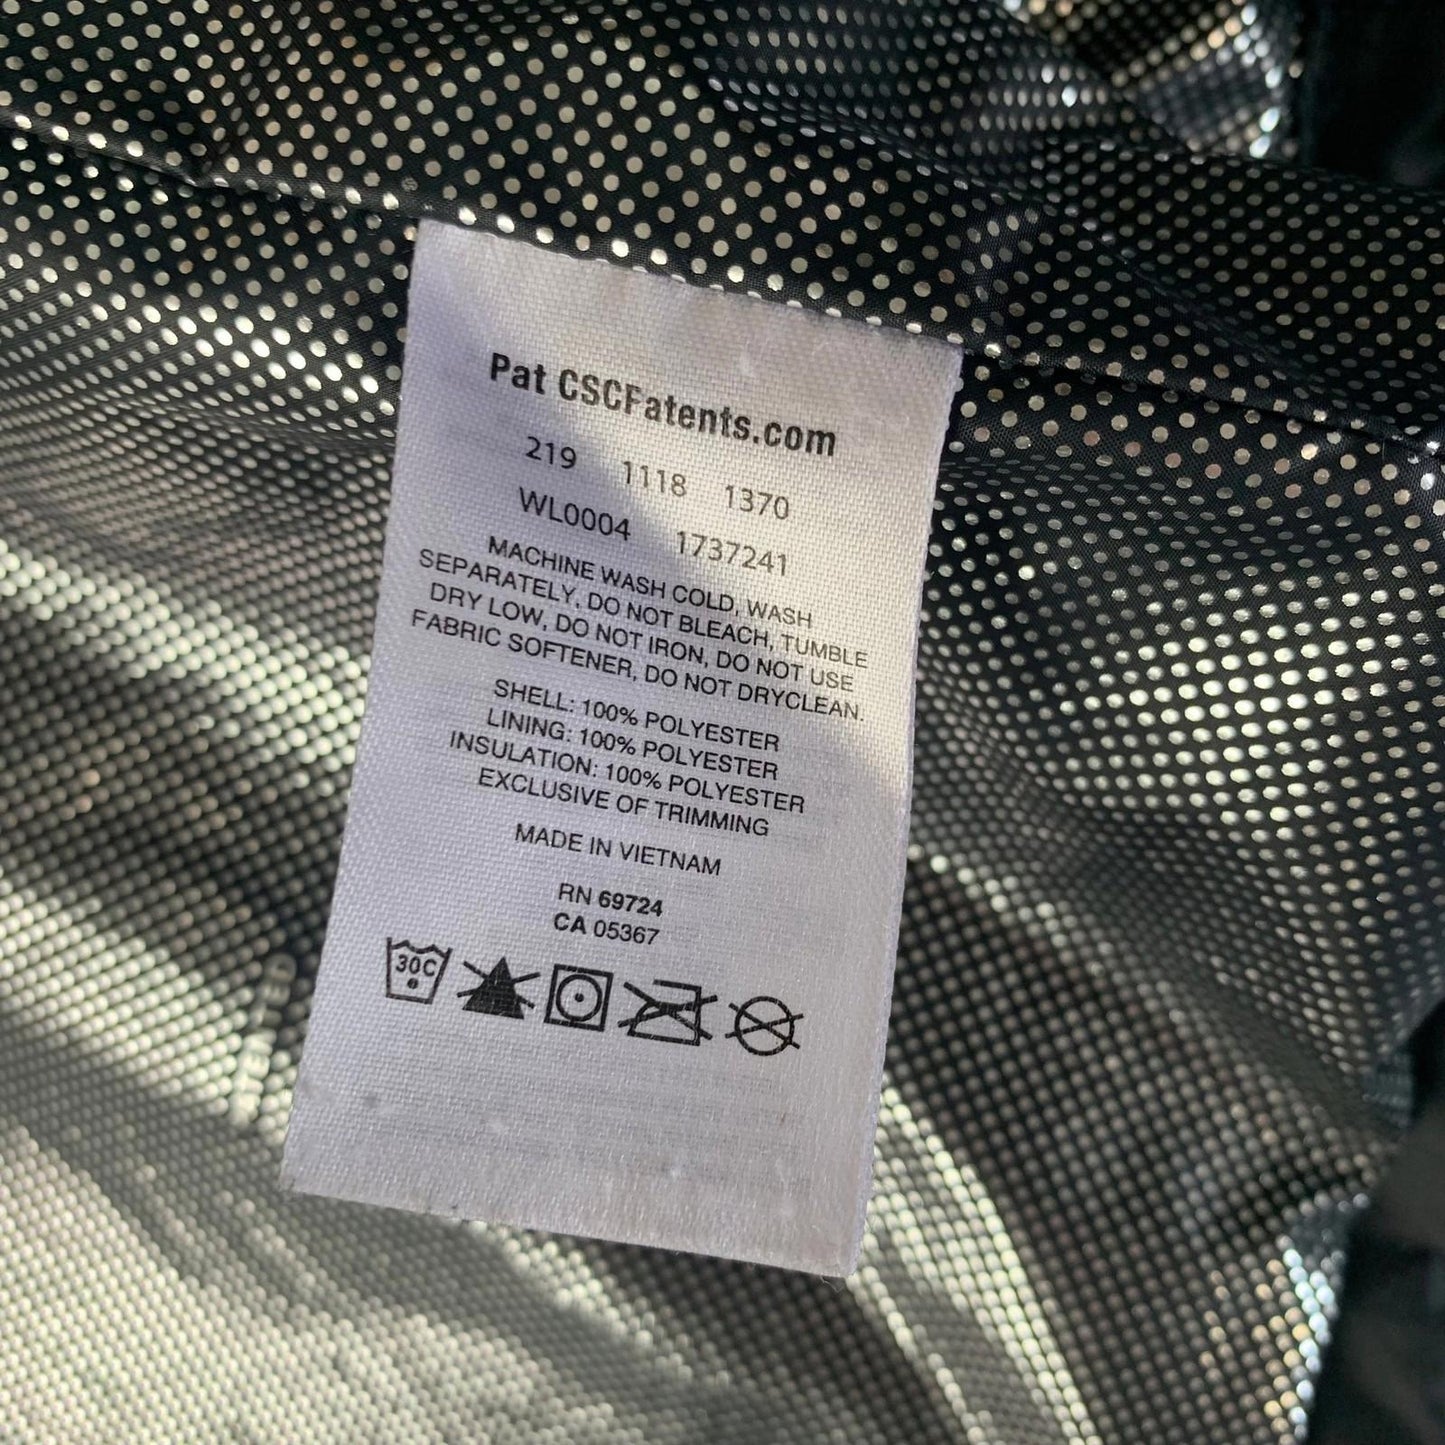 Pat CSCPatents.com
219 1118 1370
WL0004 1737241
MACHINE WASH COLD, WASH
SEPARATELY, DO NOT BLEACH, TUMBLE
DRY LOW, DO NOT IRON, DO NOT USE
FABRIC SOFTENER, DO NOT DRYCLEAN.
SHELL: 100% POLYESTER
LINING: 100% POLYESTER
INSULATION: 100% POLYESTER
EXCLUSIVE OF TRIMMING
MADE IN VIETNAM
RN 69724
CA 05367
30C